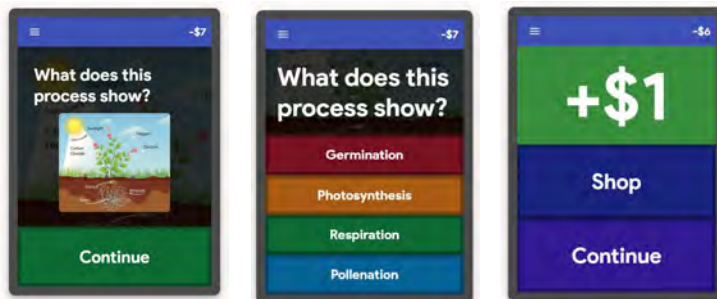 -$7
What does this
process show?
Continue
-$7
What does this
process show?
Germination
Photosynthesis
Respiration
Pollenation
-$6
+$1
Shop
Continue